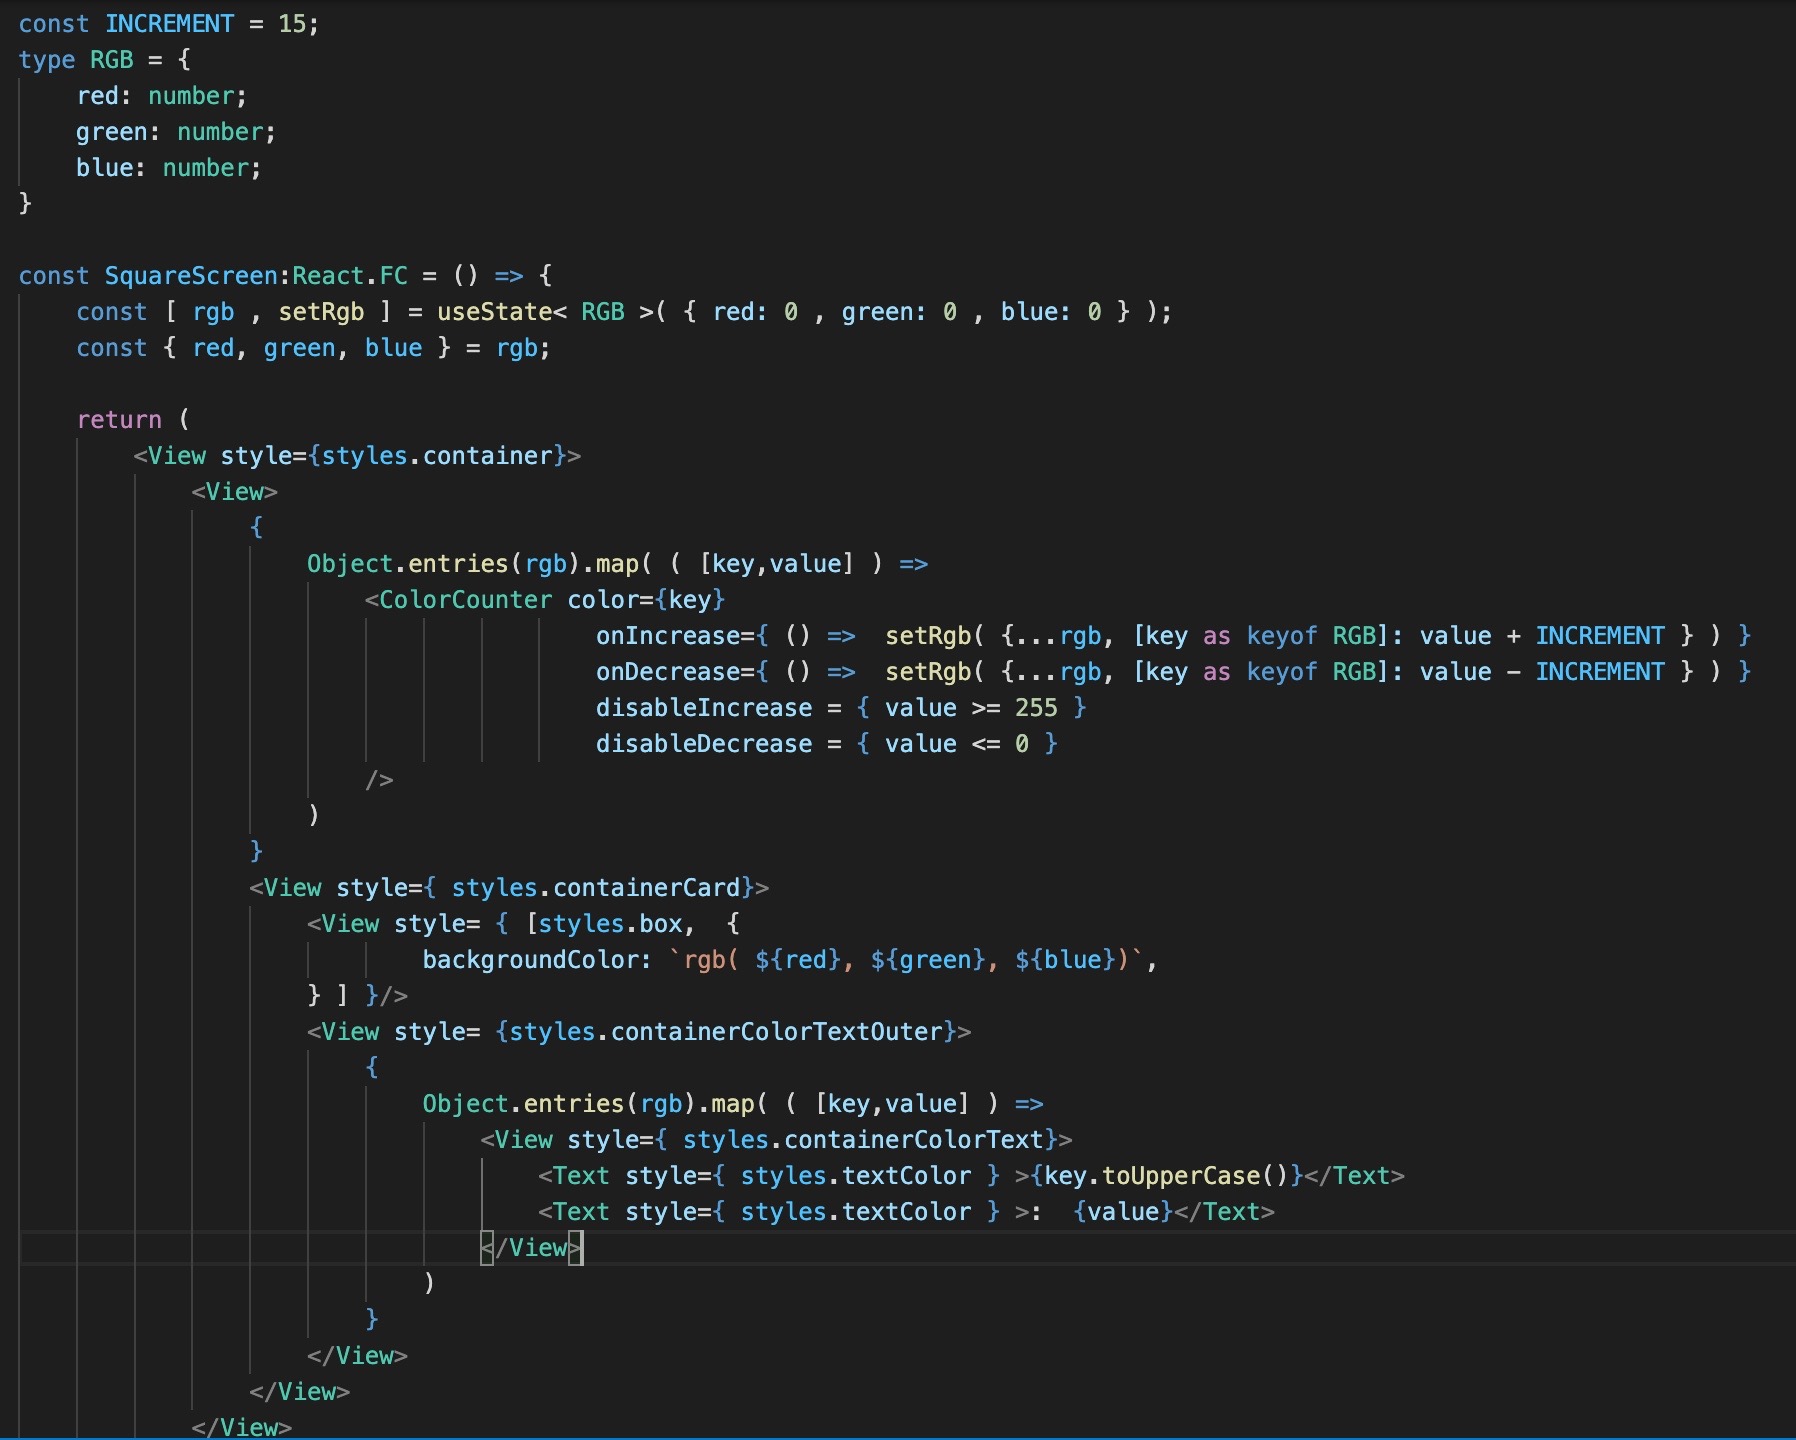 const INCREMENT = 15;
type RGB = {
    red: number;
    green: number;
    blue: number;
}

const SquareScreen:React.FC = () => {
    const [ rgb , setRgb ] = useState< RGB >( { red: 0 , green: 0 , blue: 0 } );
    const { red, green, blue } = rgb;

    return (
        <View style={styles.container}>
            <View>
                {
                    Object.entries(rgb).map( ( [key,value] ) =>
                        <ColorCounter color={key}
                                        onIncrease={ () =>  setRgb( {...rgb, [key as keyof RGB]: value + INCREMENT } ) }
                                        onDecrease={ () =>  setRgb( {...rgb, [key as keyof RGB]: value - INCREMENT } ) }
                                        disableIncrease = { value >= 255 }
                                        disableDecrease = { value <= 0 }
                        />
                    )
                }
                <View style={ styles.containerCard}>
                    <View style= { [styles.box,  {
                            backgroundColor: `rgb( ${red}, ${green}, ${blue})`,
                    } ] }/>
                    <View style= {styles.containerColorTextOuter}>
                        {
                            Object.entries(rgb).map( ( [key,value] ) =>
                                <View style={ styles.containerColorText}>
                                    <Text style={ styles.textColor } >{key.toUpperCase()}</Text>
                                    <Text style={ styles.textColor } >:  {value}</Text>
                                </View>
                            )
                        }
                    </View>
                </View>
            </View>